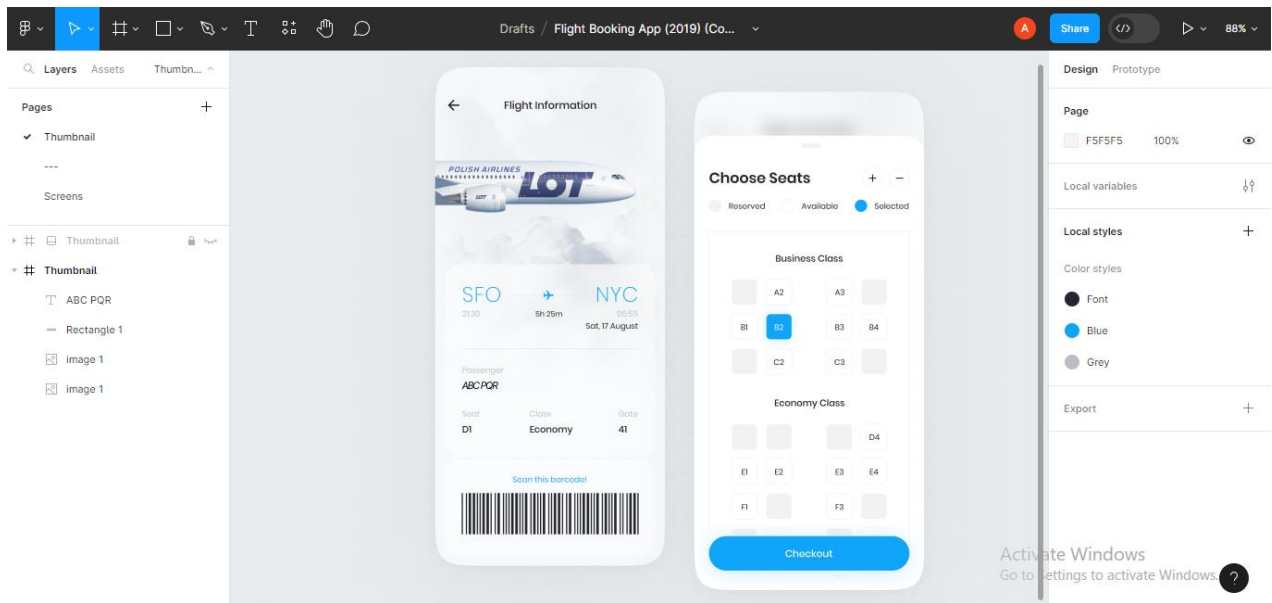 Drafts / Flight Booking App (2019) (Co...
A
Share
</>
88%
Layers Assets Thumbn...
Pages
Thumbnail
---
Screens
Thumbnail
Thumbnail
ABC PQR
Rectangle 1
image 1
image 1
Flight Information
POLISH AIRLINES
LOT
LOT
SFO NYC
21:30 5h 25m 05:55
Sat, 17 August
Passenger
ABC PQR
Seat Class Gate
D1 Economy 41
Scan this barcode!
Choose Seats + −
Reserved Available Selected
Business Class
A2 A3
B1 B2 B3 B4
C2 C3
Economy Class
D4
E1 E2 E3 E4
F1 F3
Checkout
Design Prototype
Page
F5F5F5 100%
Local variables
Local styles
Color styles
Font
Blue
Grey
Export
Activate Windows
Go to Settings to activate Windows.
?